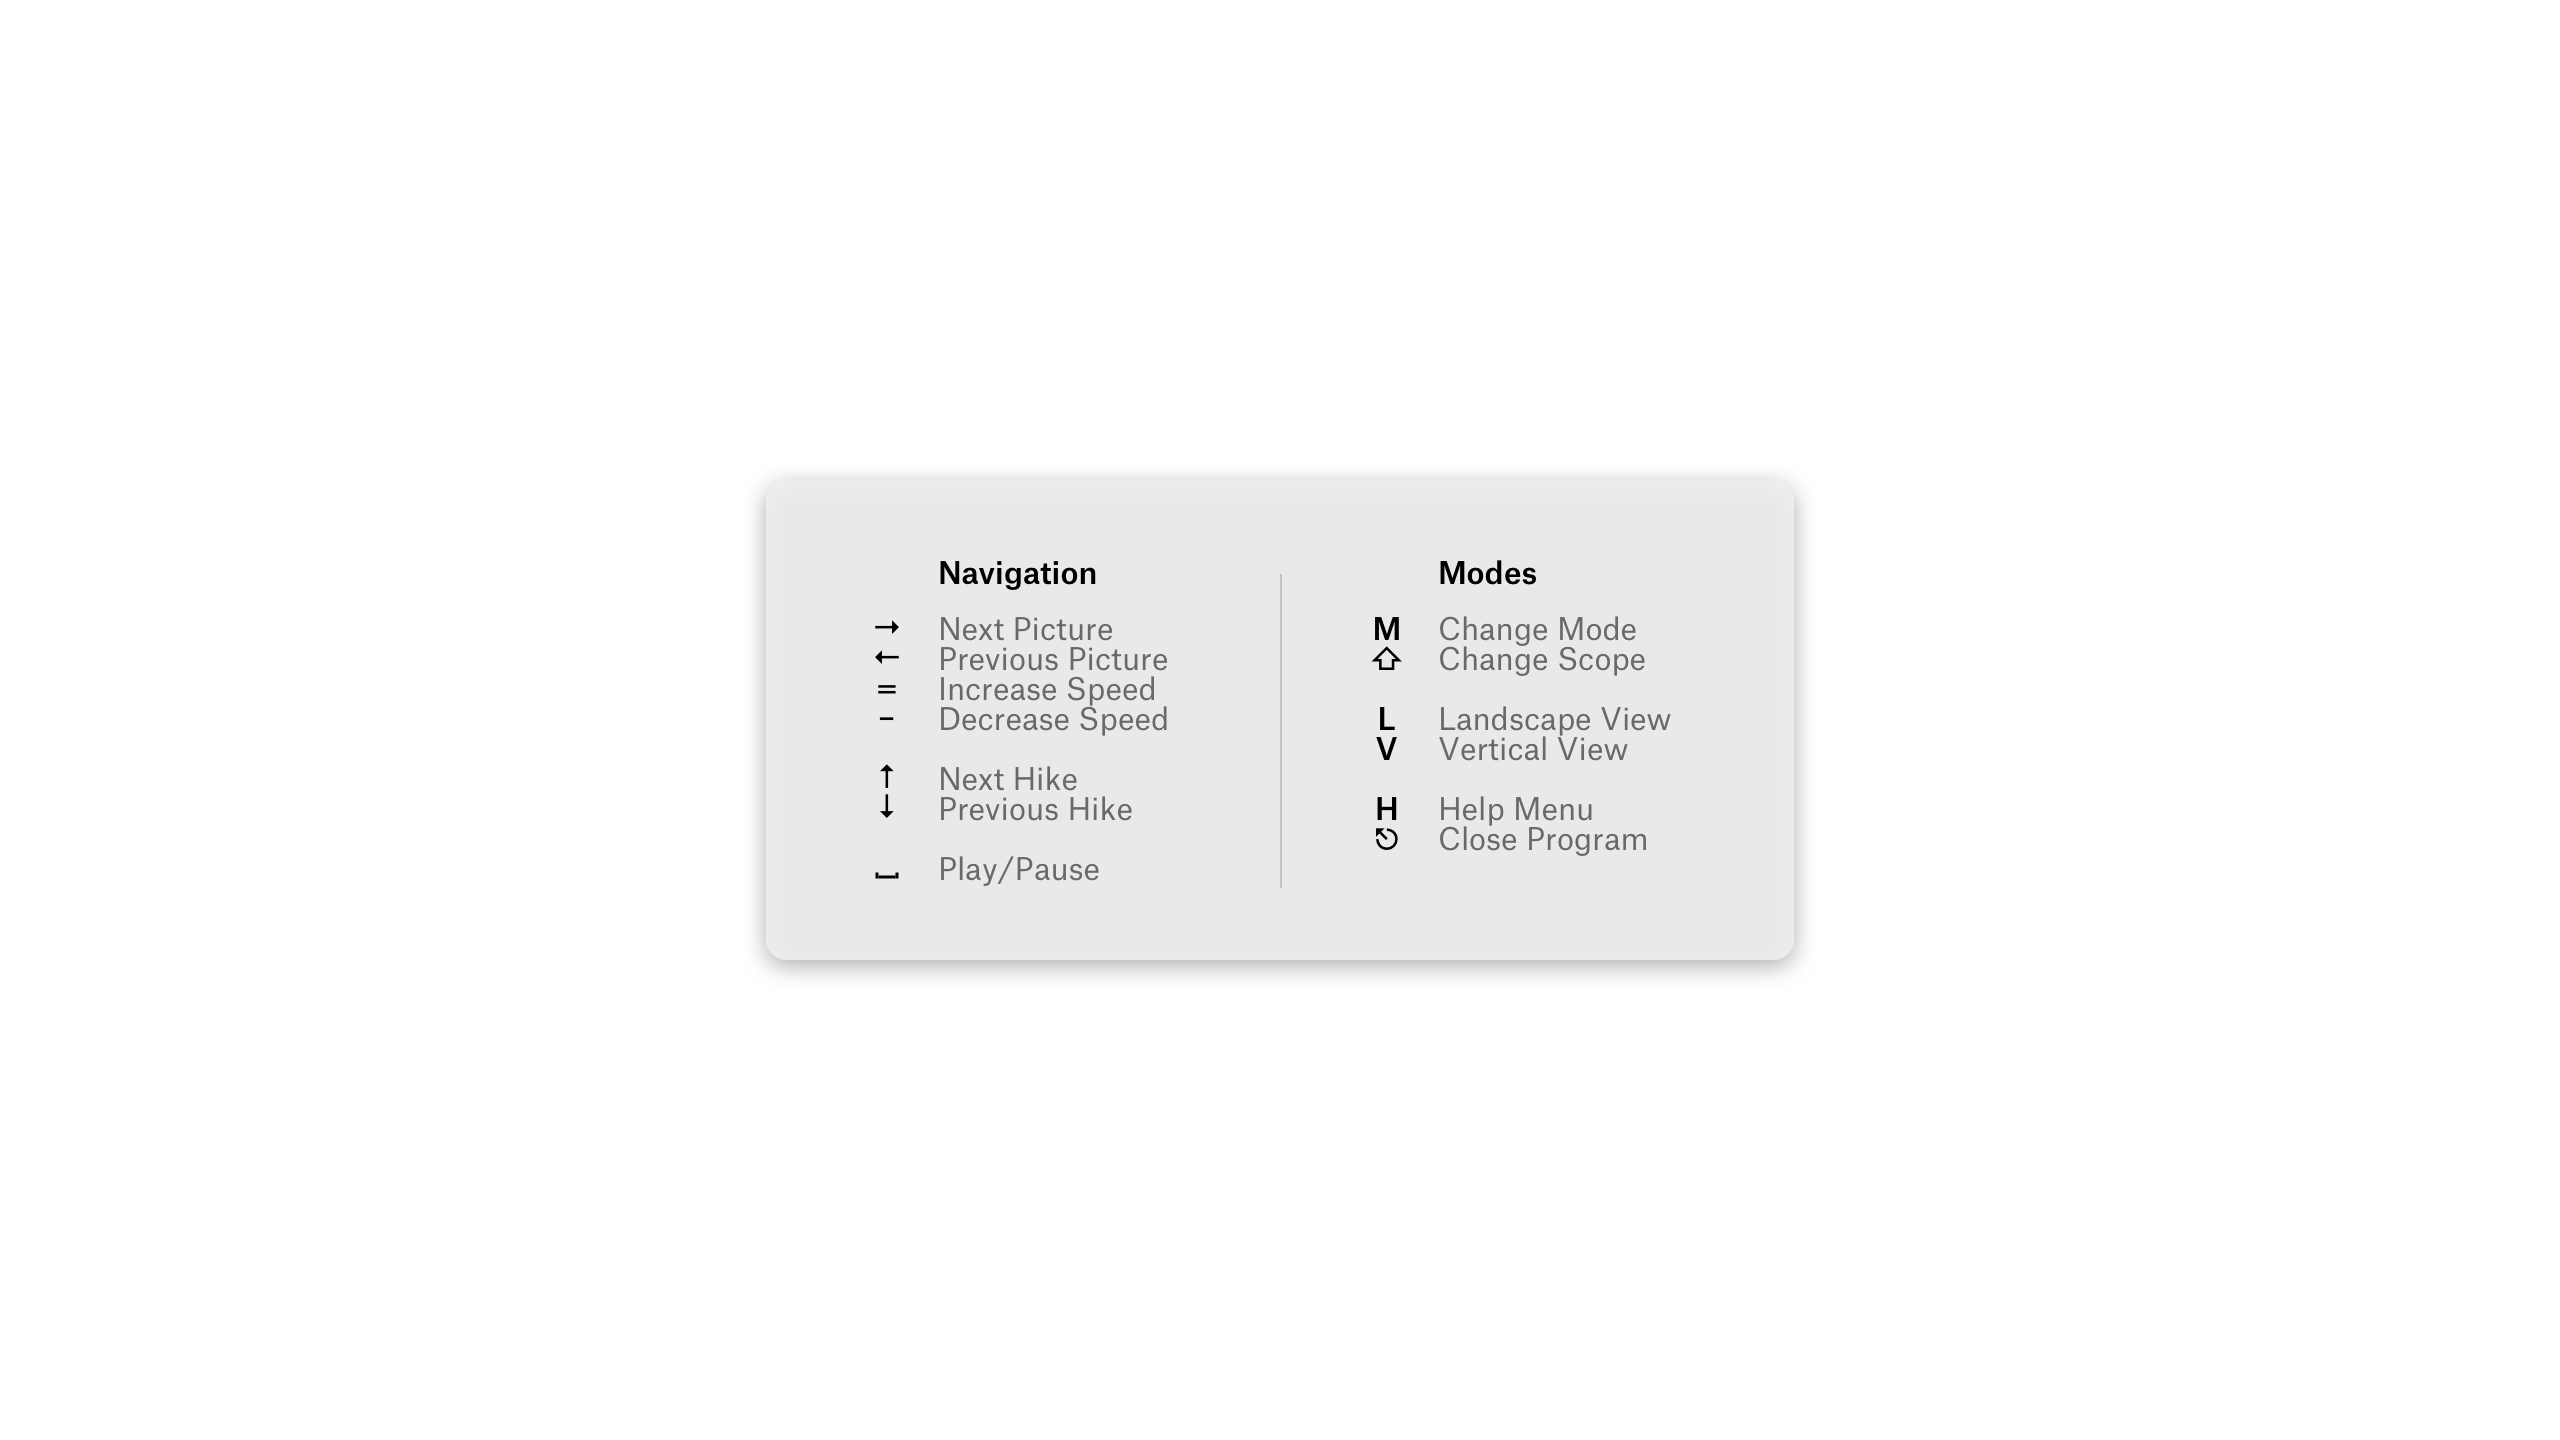 Navigation
→ Next Picture
← Previous Picture
= Increase Speed
– Decrease Speed
↑ Next Hike
↓ Previous Hike
⎵ Play/Pause
Modes
M Change Mode
⇧ Change Scope
L Landscape View
V Vertical View
H Help Menu
⎋ Close Program